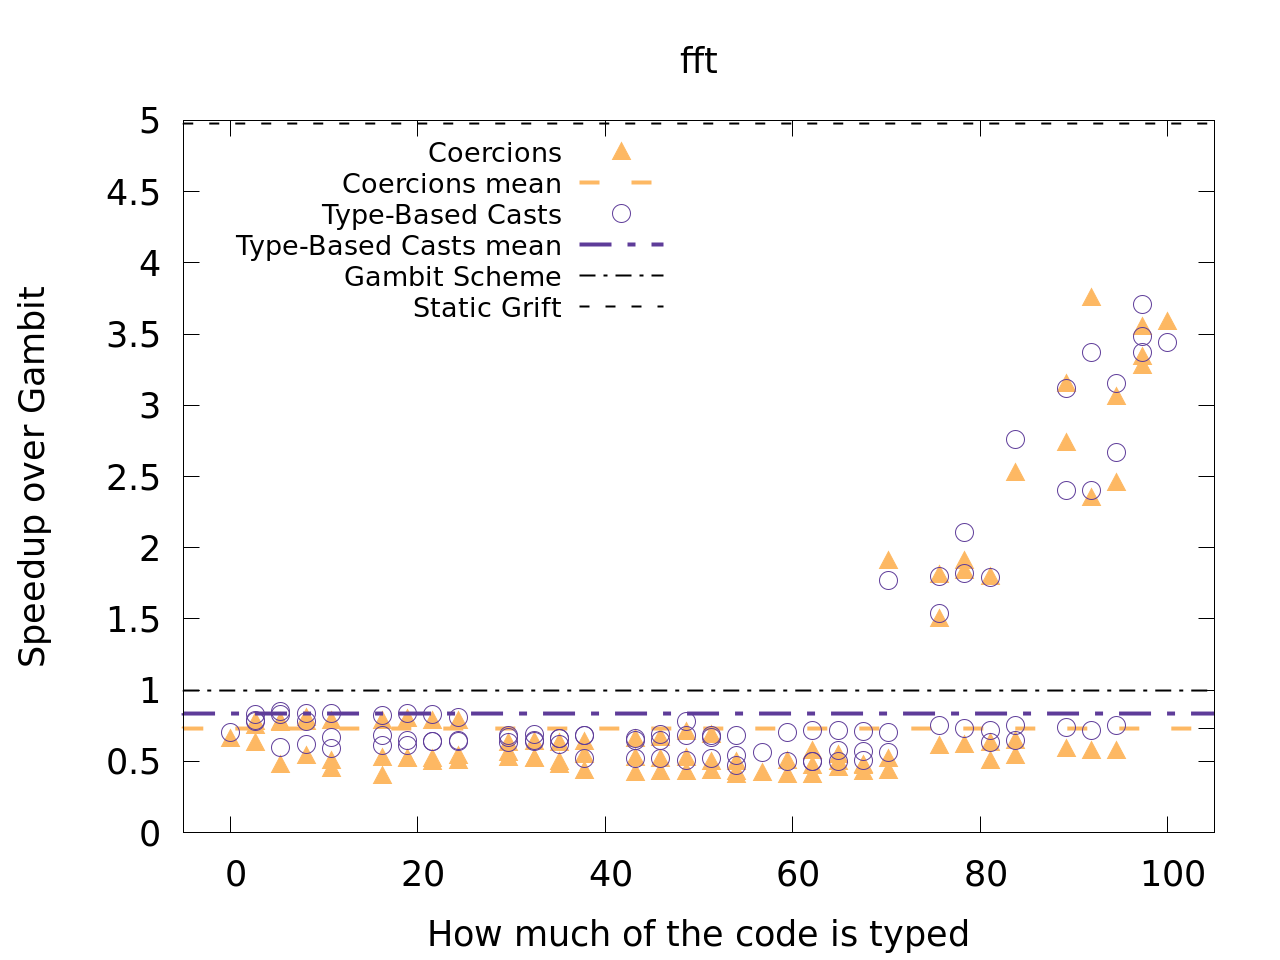 fft
5
4.5
4
3.5
3
2.5
2
1.5
1
0.5
0
Coercions
Coercions mean
Type-Based Casts
Type-Based Casts mean
Gambit Scheme
Static Grift
Speedup over Gambit
0 20 40 60 80 100
How much of the code is typed